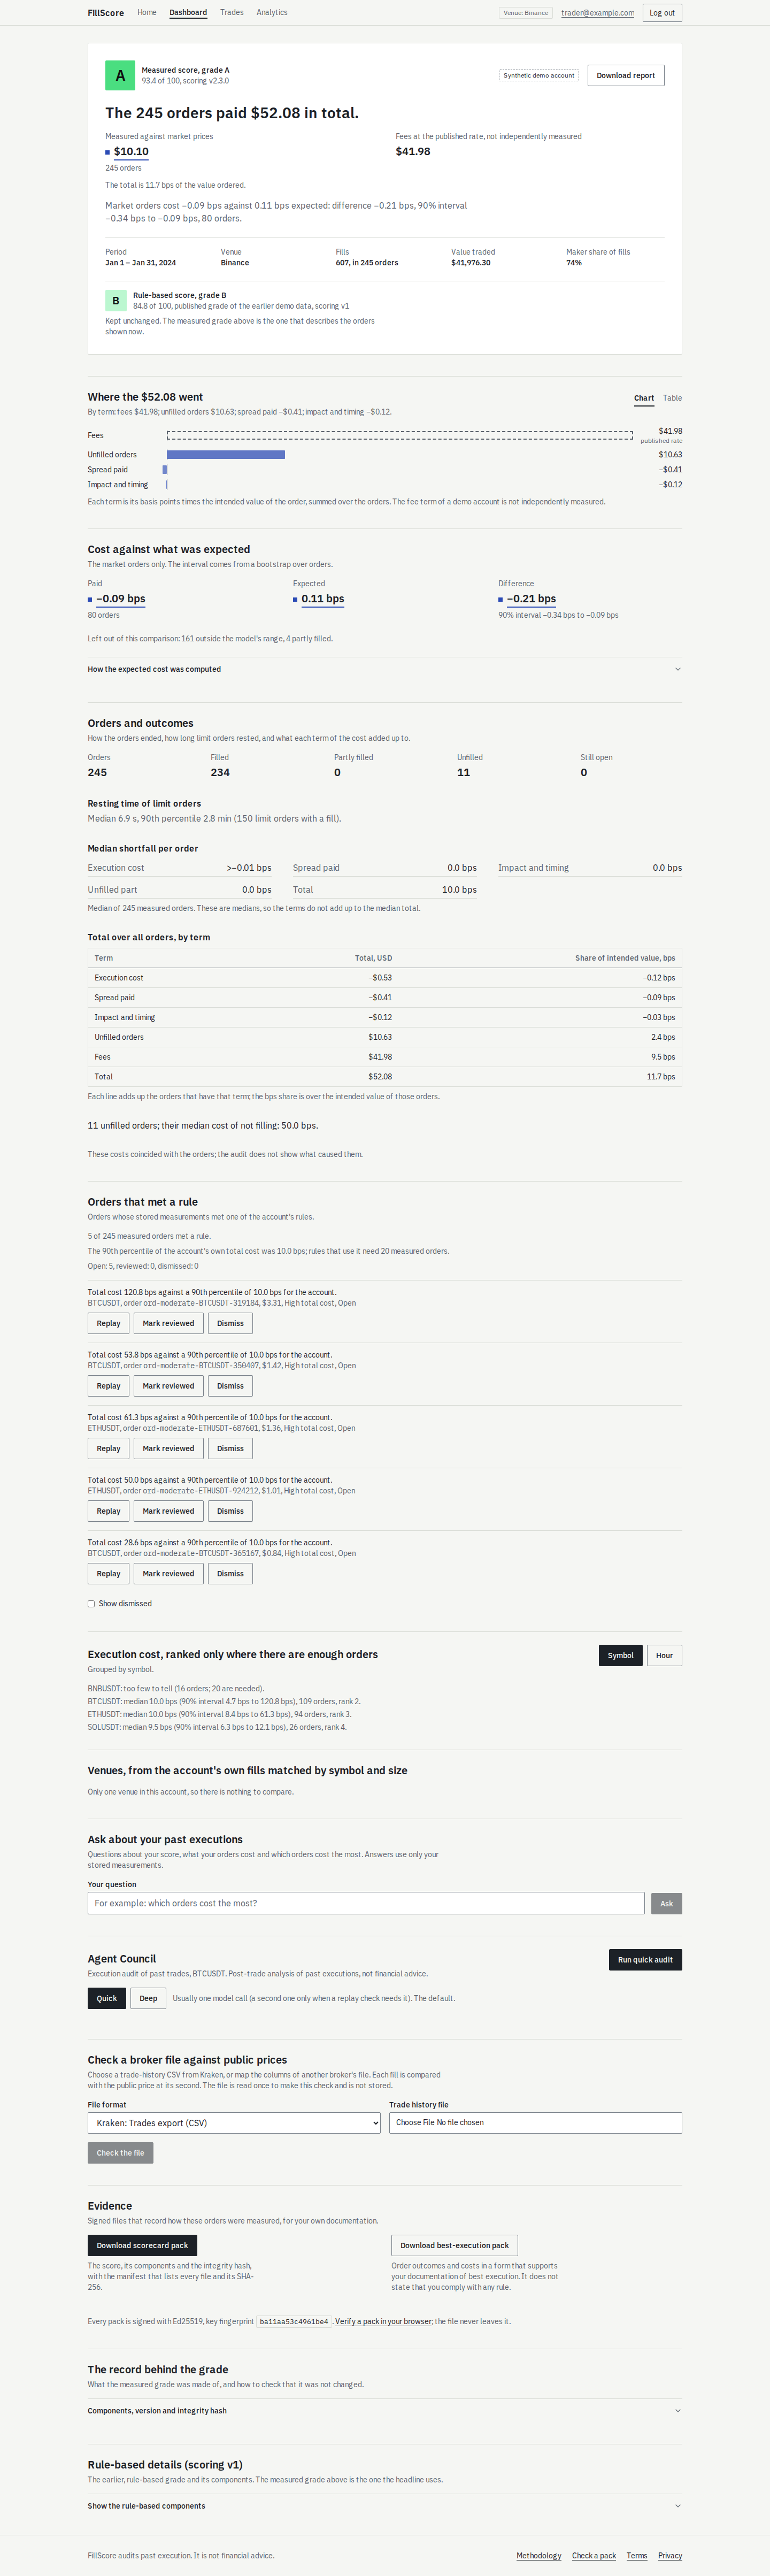 FillScore Home Dashboard Trades Analytics Venue: Binance trader@example.com Log out
A
Measured score, grade A
93.4 of 100, scoring v2.3.0
Synthetic demo account Download report
The 245 orders paid $52.08 in total.
Measured against market prices Fees at the published rate, not independently measured
$10.10 $41.98
245 orders
The total is 11.7 bps of the value ordered.
Market orders cost −0.09 bps against 0.11 bps expected: difference −0.21 bps, 90% interval
−0.34 bps to −0.09 bps, 80 orders.
Period Venue Fills Value traded Maker share of fills
Jan 1 – Jan 31, 2024 Binance 607, in 245 orders $41,976.30 74%
B
Rule-based score, grade B
84.8 of 100, published grade of the earlier demo data, scoring v1
Kept unchanged. The measured grade above is the one that describes the orders
shown now.
Where the $52.08 went Chart Table
By term: fees $41.98; unfilled orders $10.63; spread paid −$0.41; impact and timing −$0.12.
Fees $41.98
published rate
Unfilled orders $10.63
Spread paid −$0.41
Impact and timing −$0.12
Each term is its basis points times the intended value of the order, summed over the orders. The fee term of a demo account is not independently measured.
Cost against what was expected
The market orders only. The interval comes from a bootstrap over orders.
Paid Expected Difference
−0.09 bps 0.11 bps −0.21 bps
80 orders 90% interval −0.34 bps to −0.09 bps
Left out of this comparison: 161 outside the model's range, 4 partly filled.
How the expected cost was computed
Orders and outcomes
How the orders ended, how long limit orders rested, and what each term of the cost added up to.
Orders Filled Partly filled Unfilled Still open
245 234 0 11 0
Resting time of limit orders
Median 6.9 s, 90th percentile 2.8 min (150 limit orders with a fill).
Median shortfall per order
Execution cost >−0.01 bps Spread paid 0.0 bps Impact and timing 0.0 bps
Unfilled part 0.0 bps Total 10.0 bps
Median of 245 measured orders. These are medians, so the terms do not add up to the median total.
Total over all orders, by term
Term Total, USD Share of intended value, bps
Execution cost −$0.53 −0.12 bps
Spread paid −$0.41 −0.09 bps
Impact and timing −$0.12 −0.03 bps
Unfilled orders $10.63 2.4 bps
Fees $41.98 9.5 bps
Total $52.08 11.7 bps
Each line adds up the orders that have that term; the bps share is over the intended value of those orders.
11 unfilled orders; their median cost of not filling: 50.0 bps.
These costs coincided with the orders; the audit does not show what caused them.
Orders that met a rule
Orders whose stored measurements met one of the account's rules.
5 of 245 measured orders met a rule.
The 90th percentile of the account's own total cost was 10.0 bps; rules that use it need 20 measured orders.
Open: 5, reviewed: 0, dismissed: 0
Total cost 120.8 bps against a 90th percentile of 10.0 bps for the account.
BTCUSDT, order ord-moderate-BTCUSDT-319184, $3.31, High total cost, Open
Replay Mark reviewed Dismiss
Total cost 53.8 bps against a 90th percentile of 10.0 bps for the account.
BTCUSDT, order ord-moderate-BTCUSDT-350407, $1.42, High total cost, Open
Replay Mark reviewed Dismiss
Total cost 61.3 bps against a 90th percentile of 10.0 bps for the account.
ETHUSDT, order ord-moderate-ETHUSDT-687601, $1.36, High total cost, Open
Replay Mark reviewed Dismiss
Total cost 50.0 bps against a 90th percentile of 10.0 bps for the account.
ETHUSDT, order ord-moderate-ETHUSDT-924212, $1.01, High total cost, Open
Replay Mark reviewed Dismiss
Total cost 28.6 bps against a 90th percentile of 10.0 bps for the account.
BTCUSDT, order ord-moderate-BTCUSDT-365167, $0.84, High total cost, Open
Replay Mark reviewed Dismiss
Show dismissed
Execution cost, ranked only where there are enough orders Symbol Hour
Grouped by symbol.
BNBUSDT: too few to tell (16 orders; 20 are needed).
BTCUSDT: median 10.0 bps (90% interval 4.7 bps to 120.8 bps), 109 orders, rank 2.
ETHUSDT: median 10.0 bps (90% interval 8.4 bps to 61.3 bps), 94 orders, rank 3.
SOLUSDT: median 9.5 bps (90% interval 6.3 bps to 12.1 bps), 26 orders, rank 4.
Venues, from the account's own fills matched by symbol and size
Only one venue in this account, so there is nothing to compare.
Ask about your past executions
Questions about your score, what your orders cost and which orders cost the most. Answers use only your
stored measurements.
Your question
For example: which orders cost the most? Ask
Agent Council Run quick audit
Execution audit of past trades, BTCUSDT. Post-trade analysis of past executions, not financial advice.
Quick Deep Usually one model call (a second one only when a replay check needs it). The default.
Check a broker file against public prices
Choose a trade-history CSV from Kraken, or map the columns of another broker's file. Each fill is compared
with the public price at its second. The file is read once to make this check and is not stored.
File format Trade history file
Kraken: Trades export (CSV) Choose File No file chosen
Check the file
Evidence
Signed files that record how these orders were measured, for your own documentation.
Download scorecard pack Download best-execution pack
The score, its components and the integrity hash, Order outcomes and costs in a form that supports
with the manifest that lists every file and its SHA- your documentation of best execution. It does not
256. state that you comply with any rule.
Every pack is signed with Ed25519, key fingerprint ba11aa53c4961be4. Verify a pack in your browser; the file never leaves it.
The record behind the grade
What the measured grade was made of, and how to check that it was not changed.
Components, version and integrity hash
Rule-based details (scoring v1)
The earlier, rule-based grade and its components. The measured grade above is the one the headline uses.
Show the rule-based components
FillScore audits past execution. It is not financial advice. Methodology Check a pack Terms Privacy